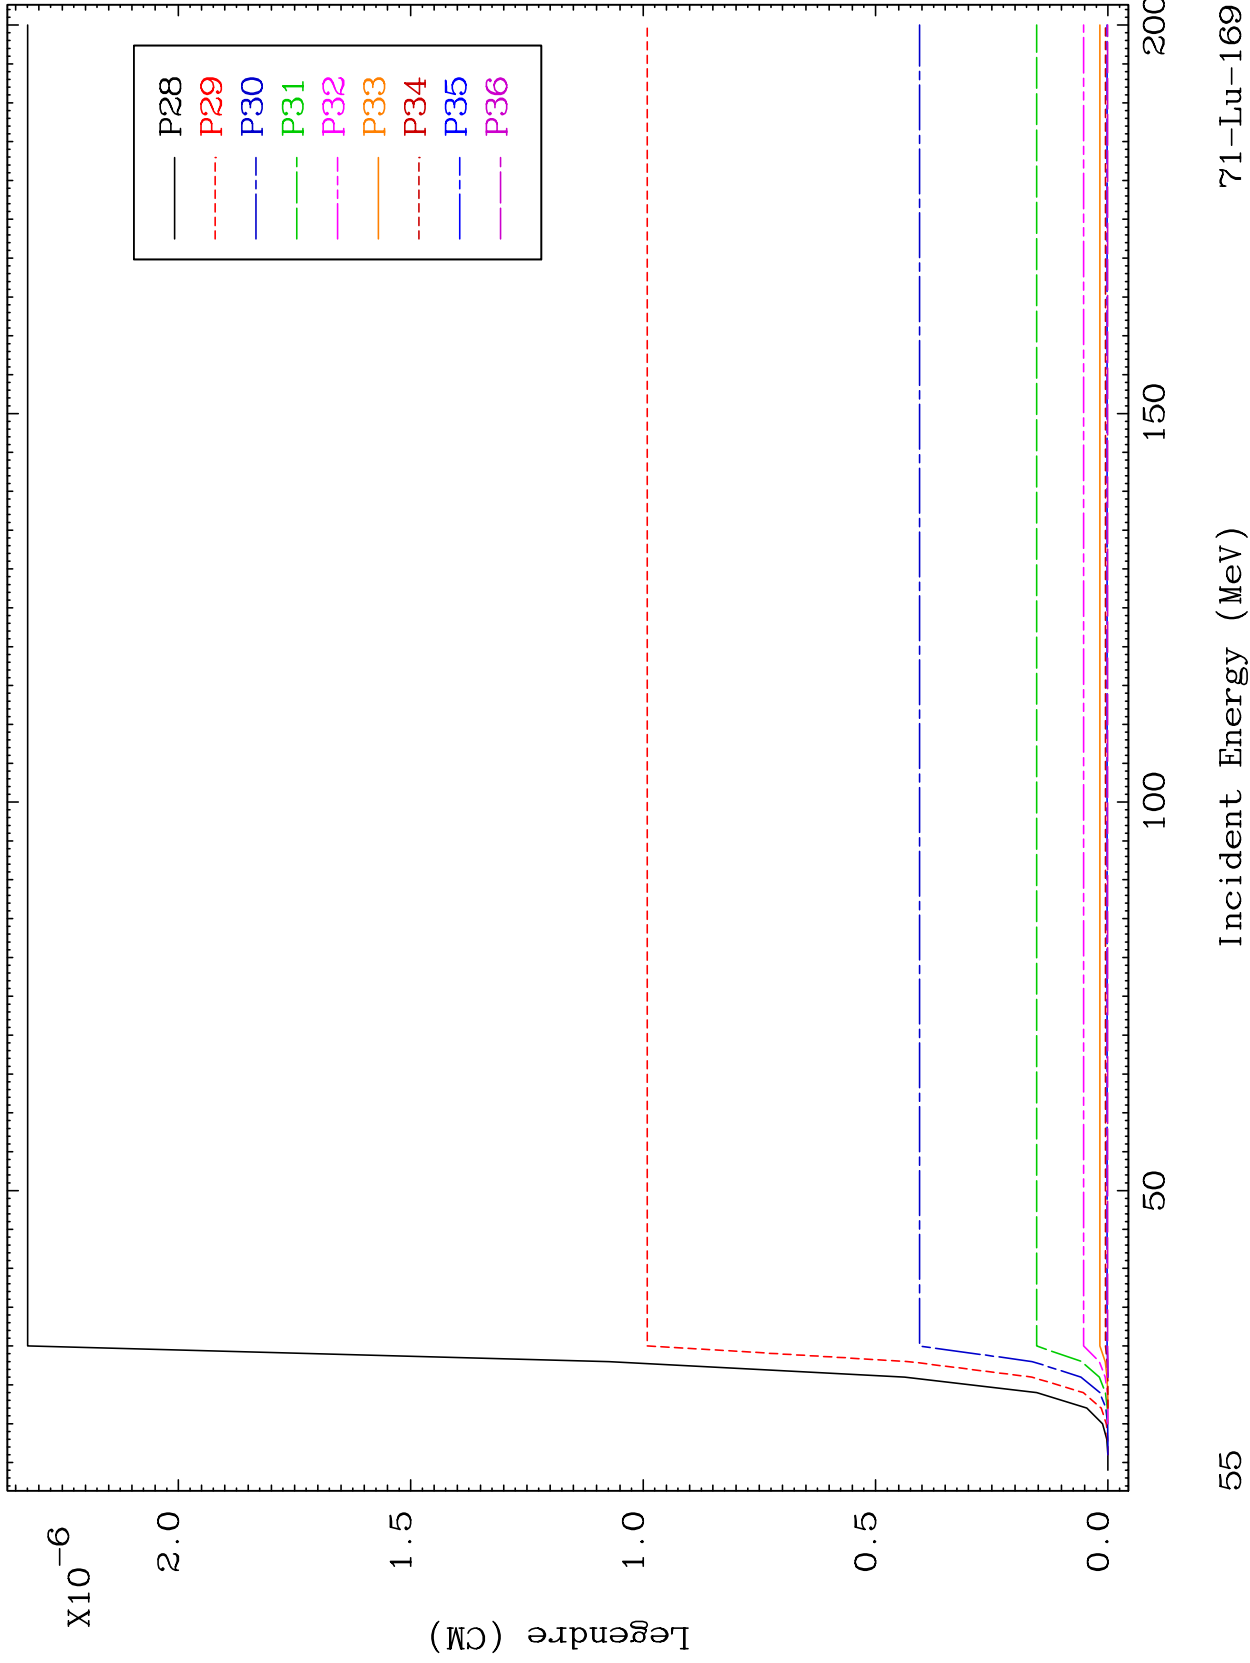 X10-6
2.0
1.5
1.0
0.5
0.0
Legendre (CM)
P28
P29
P30
P31
P32
P33
P34
P35
P36
50
100
150
200
55
Incident Energy (MeV)
71-Lu-169